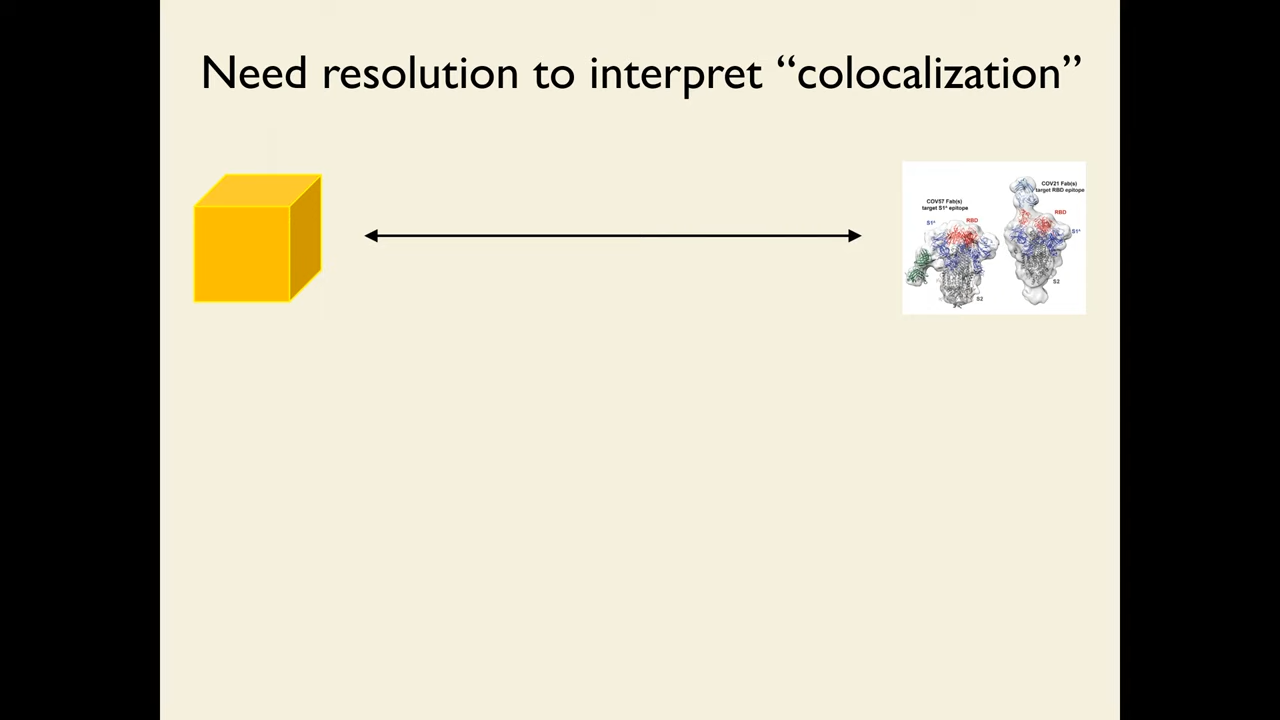 Need resolution to interpret “colocalization”
COV57 Fab(s)
target S1ᴬ epitope
S1ᴬ
RBD
S2
COV21 Fab(s)
target RBD epitope
RBD
S1ᴬ
S2